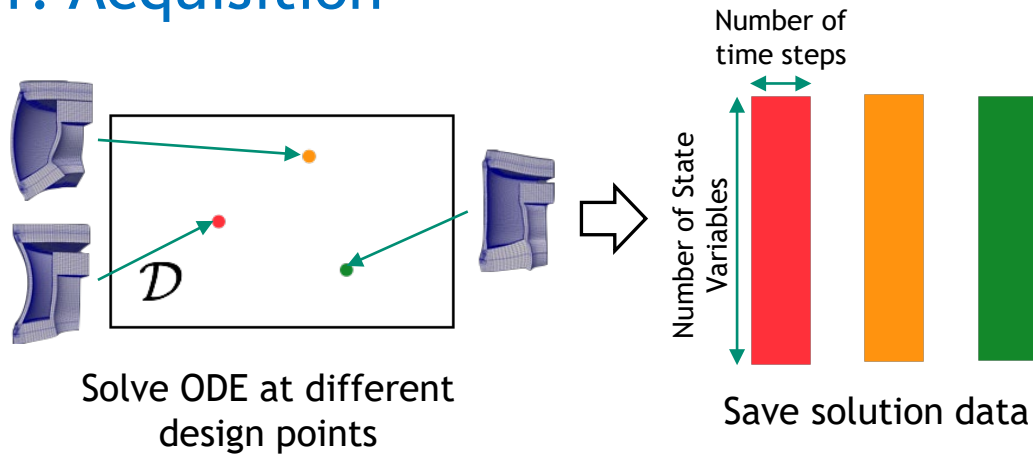 1. Acquisition
Number of
time steps
Number of State
Variables
𝒟
Solve ODE at different
design points
Save solution data